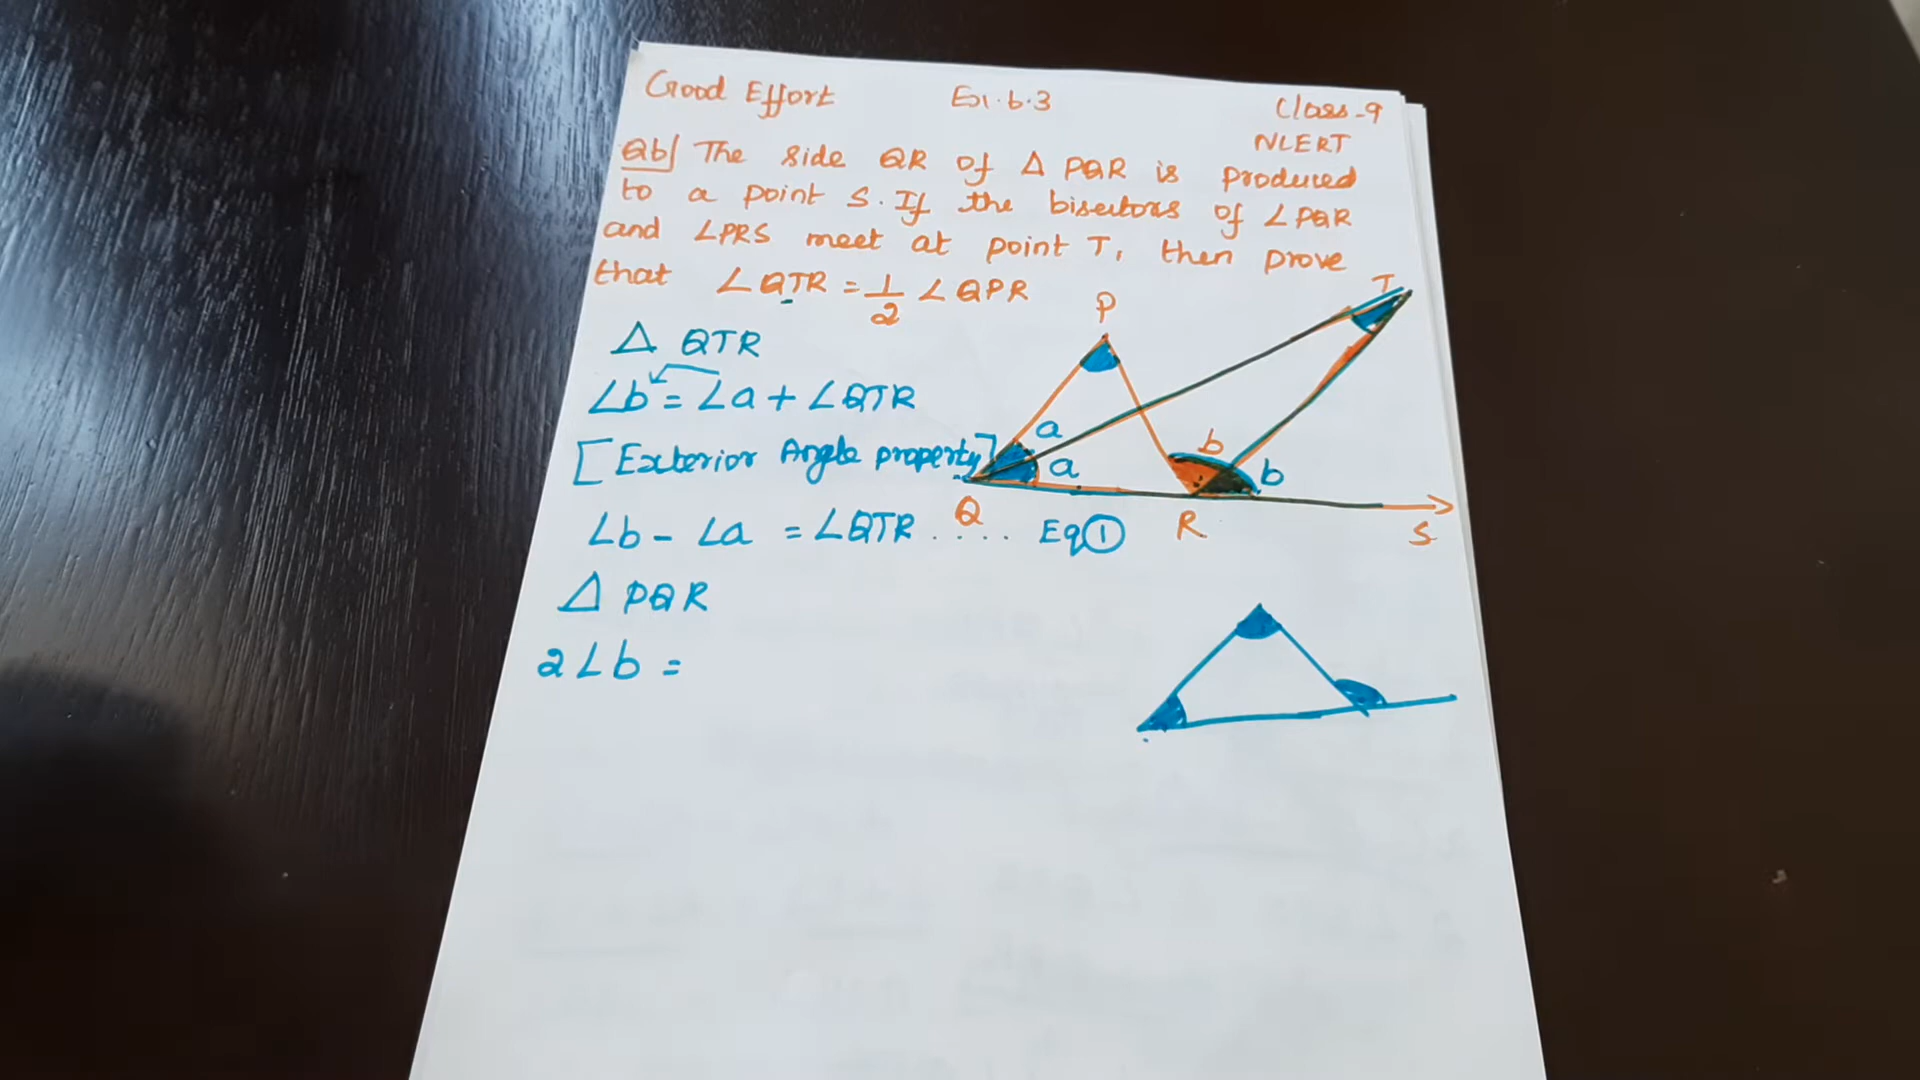 Good Effort Ex.6.3 Class-9
NCERT
Q6) The side QR of Δ PQR is produced
to a point S. If the bisectors of ∠PQR
and ∠PRS meet at point T, then prove
that ∠QTR = 1/2 ∠QPR
Δ QTR
∠b = ∠a + ∠QTR
[Exterior Angle property]
∠b - ∠a = ∠QTR .... Eq①
Δ PQR
2∠b =
P
T
a
a
b
b
Q
R
S